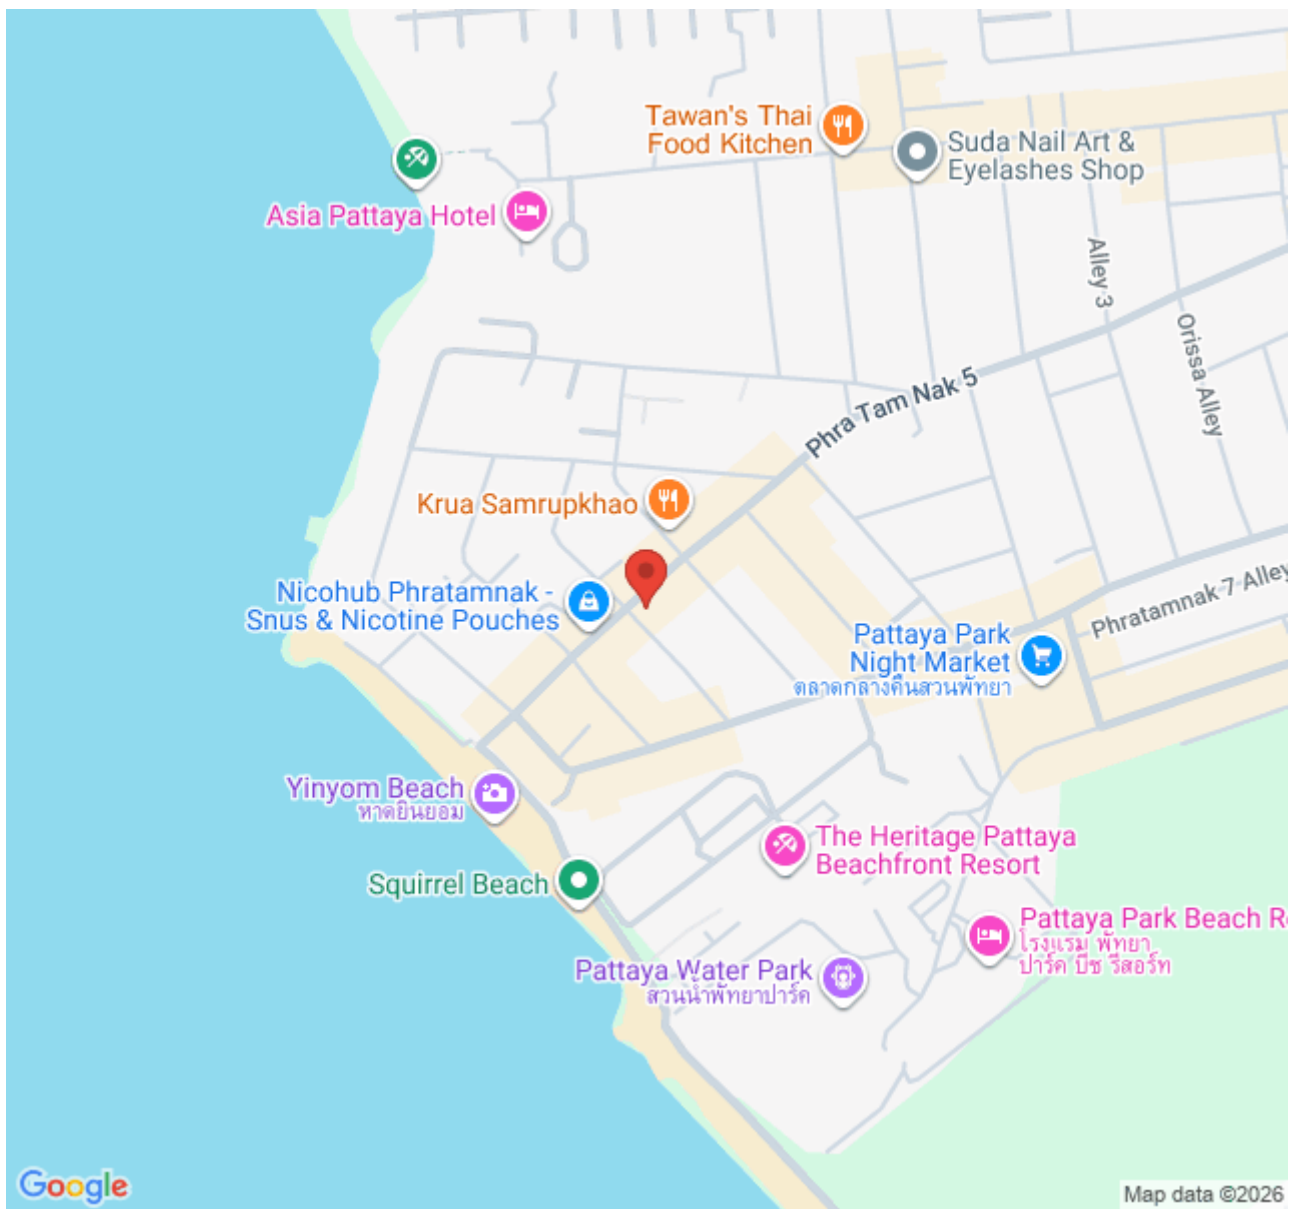 Tawan's Thai
Food Kitchen
Suda Nail Art &
Eyelashes Shop
Asia Pattaya Hotel
Alley 3
Orissa Alley
Phra Tam Nak 5
Krua Samrupkhao
Nicohub Phratamnak -
Snus & Nicotine Pouches
Phratamnak 7 Alley
Pattaya Park
Night Market
ตลาดกลางคืนสวนพัทยา
Yinyom Beach
หาดยินยอม
The Heritage Pattaya
Beachfront Resort
Squirrel Beach
Pattaya Park Beach Re
โรงแรม พัทยา
ปาร์ค บีช รีสอร์ท
Pattaya Water Park
สวนน้ำพัทยาปาร์ค
Google
Map data ©2026